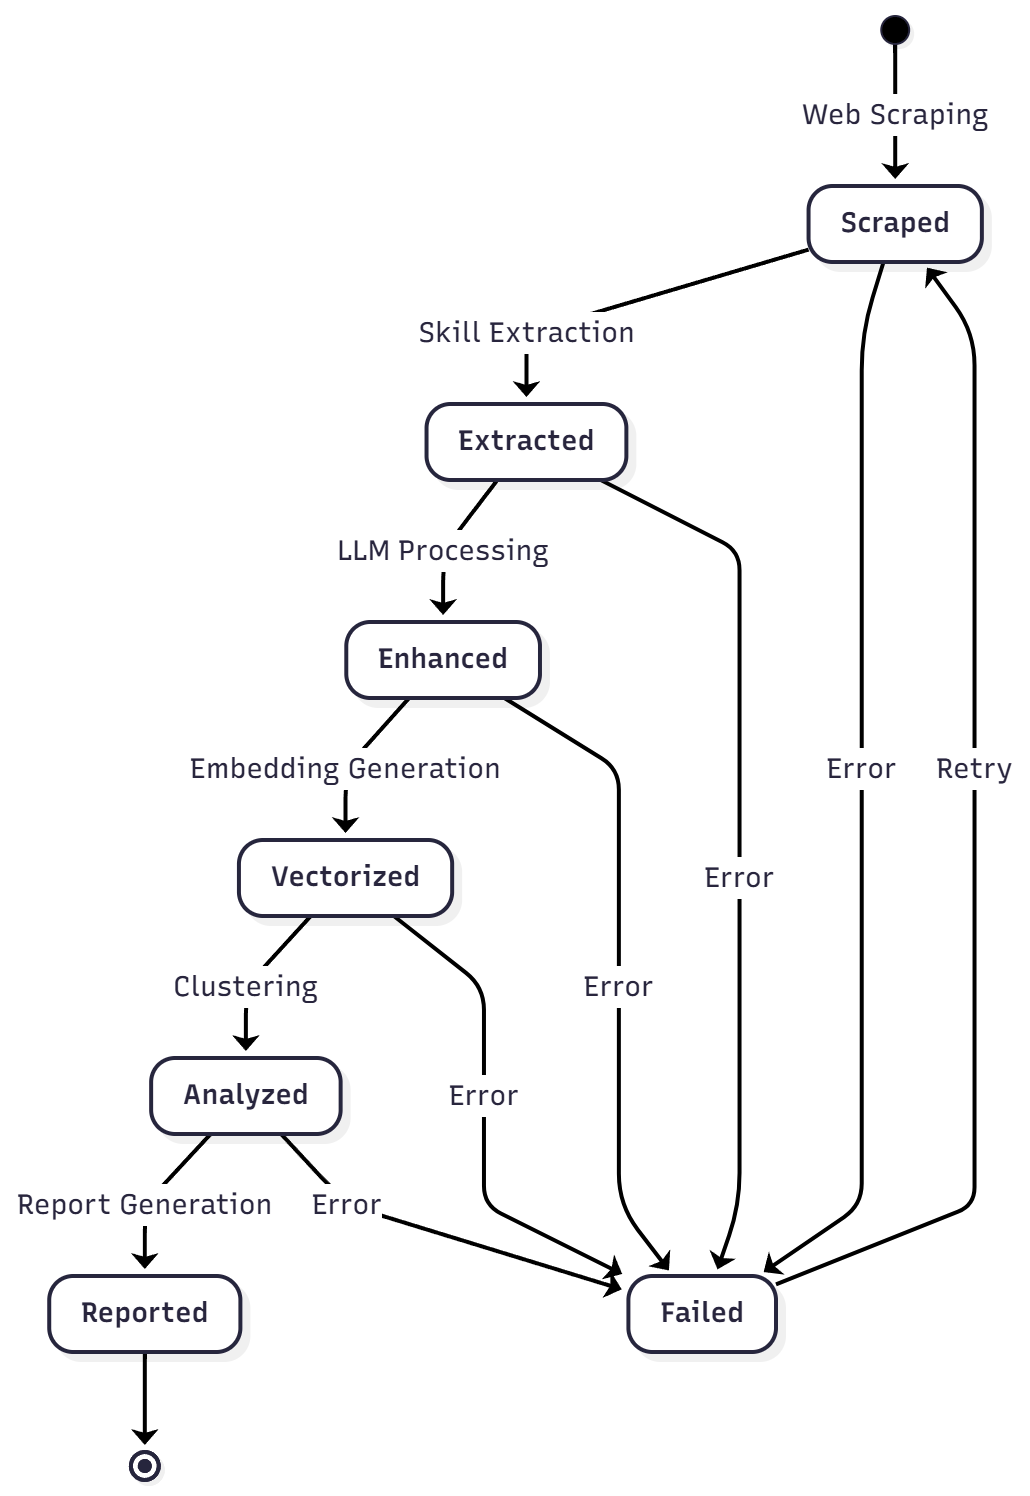 Web Scraping
Scraped
Skill Extraction
Extracted
LLM Processing
Enhanced
Embedding Generation
Error
Retry
Vectorized
Error
Clustering
Error
Analyzed
Error
Report Generation
Error
Reported
Failed